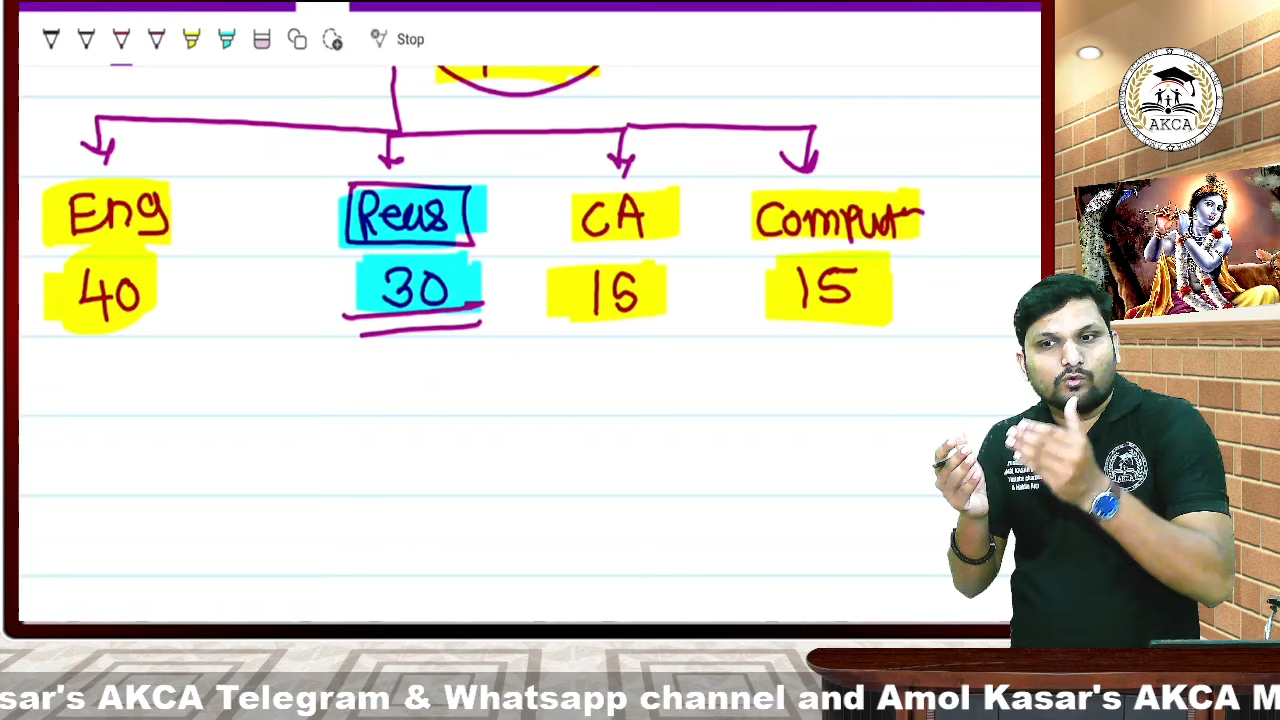 Stop
AKCA
Eng Reas CA Comput
40 30 15 15
AKCA
sar's AKCA Telegram & Whatsapp channel and Amol Kasar's AKCA M